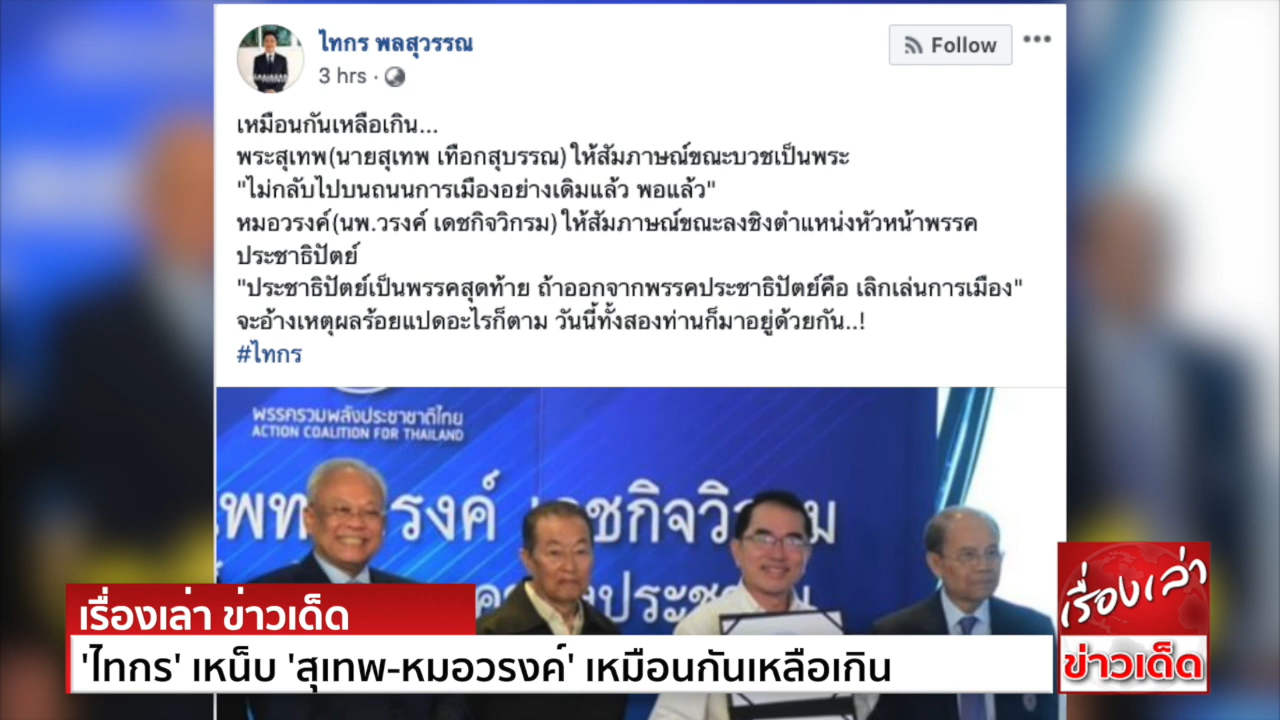 ไทกร พลสุวรรณ
3 hrs ·
Follow
เหมือนกันเหลือเกิน...
พระสุเทพ(นายสุเทพ เทือกสุบรรณ) ให้สัมภาษณ์ขณะบวชเป็นพระ
"ไม่กลับไปบนถนนการเมืองอย่างเดิมแล้ว พอแล้ว"
หมอวรงค์(นพ.วรงค์ เดชกิจวิกรม) ให้สัมภาษณ์ขณะลงชิงตำแหน่งหัวหน้าพรรค
ประชาธิปัตย์
"ประชาธิปัตย์เป็นพรรคสุดท้าย ถ้าออกจากพรรคประชาธิปัตย์คือ เลิกเล่นการเมือง"
จะอ้างเหตุผลร้อยแปดอะไรก็ตาม วันนี้ทั้งสองท่านก็มาอยู่ด้วยกัน..!
#ไทกร
พรรครวมพลังประชาชาติไทย
ACTION COALITION FOR THAILAND
เรื่องเล่า ข่าวเด็ด
'ไทกร' เหน็บ 'สุเทพ-หมอวรงค์' เหมือนกันเหลือเกิน
เรื่องเล่า
ข่าวเด็ด